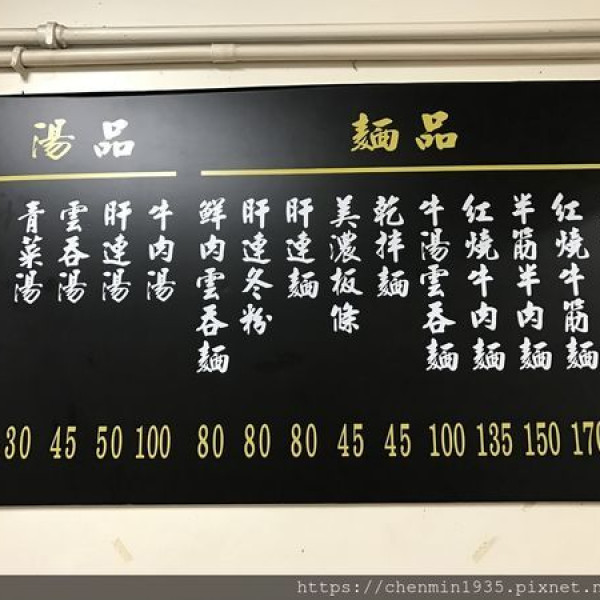 麵品
紅燒牛筋麵
170
半筋半肉麵
150
紅燒牛肉麵
135
牛湯雲吞麵
100
乾拌麵
45
美濃板條
45
肝連麵
80
肝連冬粉
80
鮮肉雲吞麵
80
湯品
牛肉湯
100
肝連湯
50
雲吞湯
45
青菜湯
30
https://chenmin1935.pixnet.n